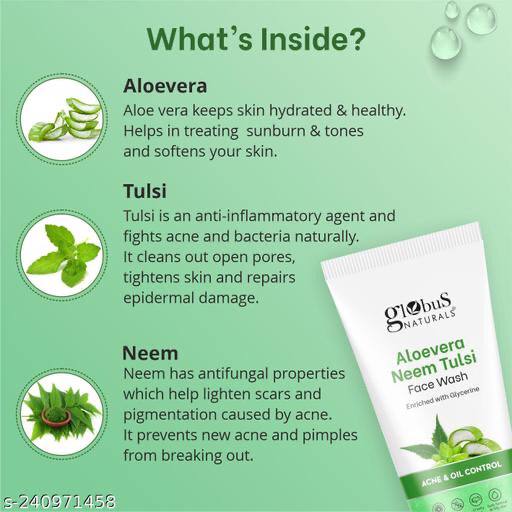 What's Inside?
Aloevera
Aloe vera keeps skin hydrated & healthy.
Helps in treating sunburn & tones
and softens your skin.
Tulsi
Tulsi is an anti-inflammatory agent and
fights acne and bacteria naturally.
It cleans out open pores,
tightens skin and repairs
epidermal damage.
Neem
Neem has antifungal properties
which help lighten scars and
pigmentation caused by acne.
It prevents new acne and pimples
from breaking out.
globus
NATURALS®
Aloevera
Neem Tulsi
Face Wash
Enriched with Glycerine
ACNE & OIL CONTROL
s-240971458